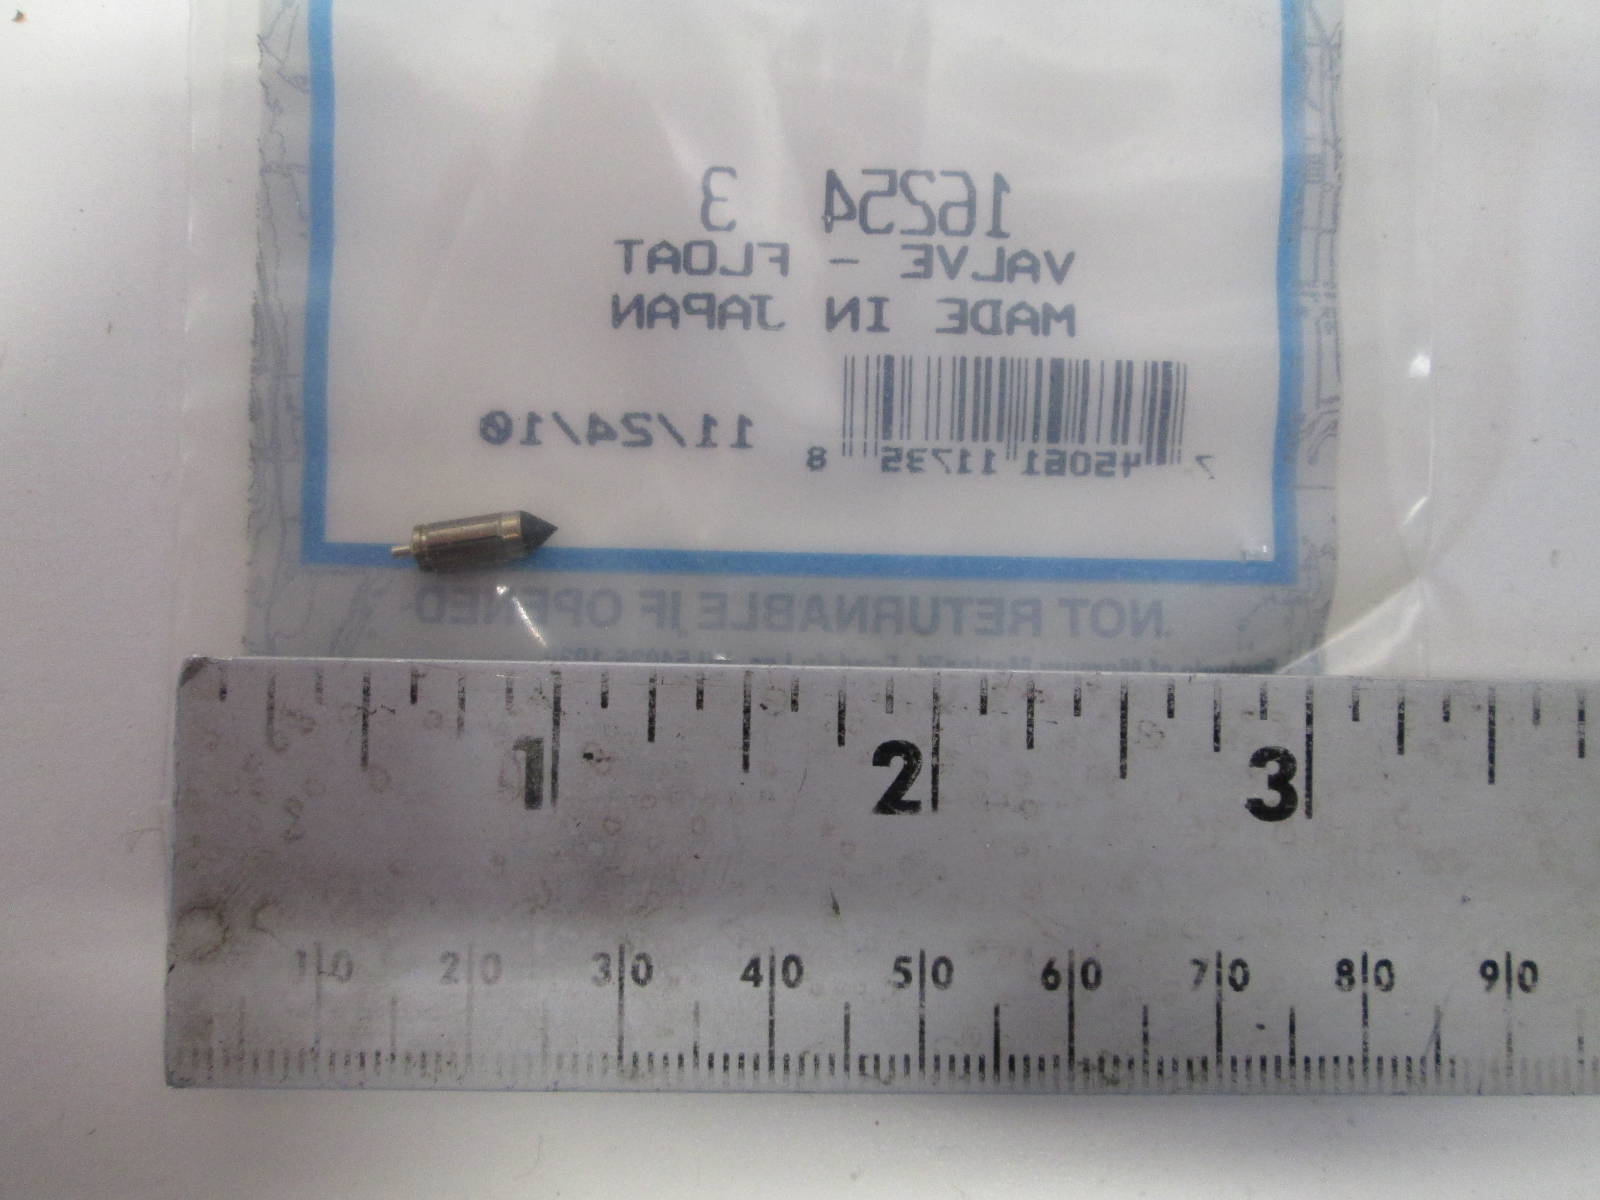 16254 3
VALVE - FLOAT
MADE IN JAPAN
7 45061 11735 8
11/24/10
NOT RETURNABLE IF OPENED
1 2 3
10 20 30 40 50 60 70 80 90